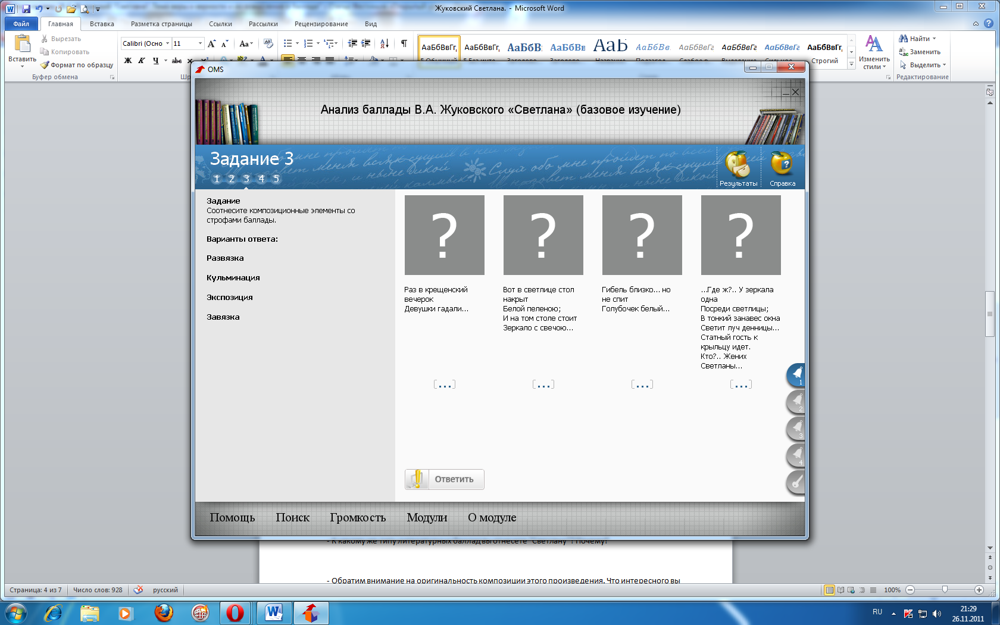 Жуковский Светлана. - Microsoft Word
Файл
Главная
Вставка
Разметка страницы
Ссылки
Рассылки
Рецензирование
Вид
Вставить
Вырезать
Копировать
Формат по образцу
Буфер обмена
Calibri (Осно
11
АаБбВвГг,
АаБбВвГг,
АаБбВ
АаБбВв
АаБ
АаБбВв.
АаБбВвГг
АаБбВвГг
АаБбВвГг
АаБбВвГг,
Строгий
Изменить
стили
Найти
Заменить
Выделить
Редактирование
OMS
Анализ баллады В.А. Жуковского «Светлана» (базовое изучение)
Задание 3
1 2 3 4 5
Результаты
Справка
Задание
Соотнесите композиционные элементы со
строфами баллады.
Варианты ответа:
Развязка
Кульминация
Экспозиция
Завязка
? ? ? ?
Раз в крещенский
вечерок
Девушки гадали...
[...]
Вот в светлице стол
накрыт
Белой пеленою;
И на том столе стоит
Зеркало с свечою...
[...]
Гибель близко... но
не спит
Голубочек белый...
[...]
...Где ж?.. У зеркала
одна
Посреди светлицы;
В тонкий занавес окна
Светит луч денницы...
Статный гость к
крыльцу идет.
Кто?.. Жених
Светланы...
[...]
1
2
3
4
Ответить
Помощь
Поиск
Громкость
Модули
О модуле
- К какому же типу литературных баллад вы отнесете "Светлану"? Почему?
- Обратим внимание на оригинальность композиции этого произведения. Что интересного вы
Страница: 4 из 7
Число слов: 928
русский
100%
RU
21:29
26.11.2011